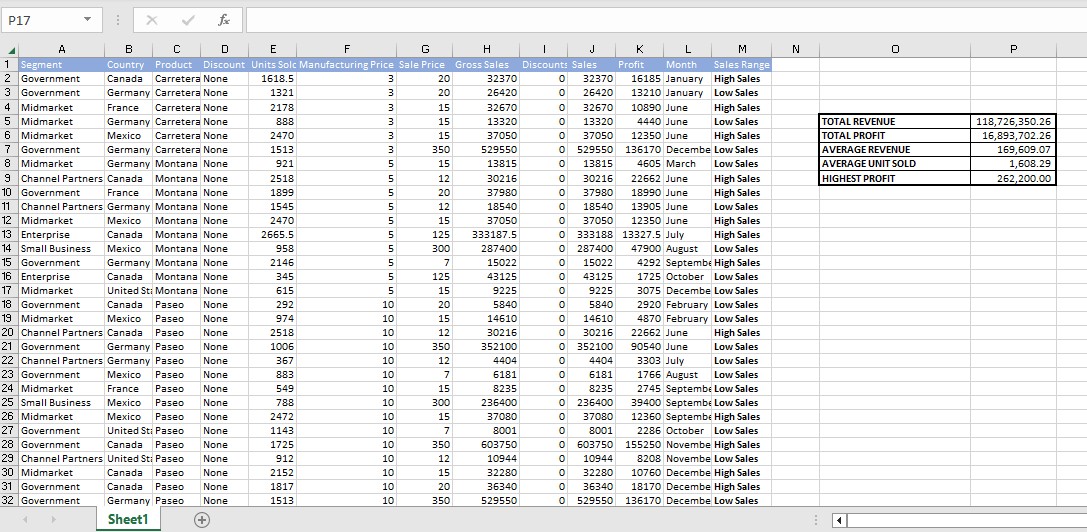 P17 fx
A B C D E F G H I J K L M N O P
1 Segment Country Product Discount Units Solc Manufacturing Price Sale Price Gross Sales Discounts Sales Profit Month Sales Range
2 Government Canada Carretera None 1618.5 3 20 32370 0 32370 16185 January High Sales
3 Government Germany Carretera None 1321 3 20 26420 0 26420 13210 January Low Sales
4 Midmarket France Carretera None 2178 3 15 32670 0 32670 10890 June High Sales
5 Midmarket Germany Carretera None 888 3 15 13320 0 13320 4440 June Low Sales TOTAL REVENUE 118,726,350.26
6 Midmarket Mexico Carretera None 2470 3 15 37050 0 37050 12350 June High Sales TOTAL PROFIT 16,893,702.26
7 Government Germany Carretera None 1513 3 350 529550 0 529550 136170 Decembe Low Sales AVERAGE REVENUE 169,609.07
8 Midmarket Germany Montana None 921 5 15 13815 0 13815 4605 March Low Sales AVERAGE UNIT SOLD 1,608.29
9 Channel Partners Canada Montana None 2518 5 12 30216 0 30216 22662 June High Sales HIGHEST PROFIT 262,200.00
10 Government France Montana None 1899 5 20 37980 0 37980 18990 June High Sales
11 Channel Partners Germany Montana None 1545 5 12 18540 0 18540 13905 June Low Sales
12 Midmarket Mexico Montana None 2470 5 15 37050 0 37050 12350 June High Sales
13 Enterprise Canada Montana None 2665.5 5 125 333187.5 0 333188 13327.5 July High Sales
14 Small Business Mexico Montana None 958 5 300 287400 0 287400 47900 August Low Sales
15 Government Germany Montana None 2146 5 7 15022 0 15022 4292 Septembe High Sales
16 Enterprise Canada Montana None 345 5 125 43125 0 43125 1725 October Low Sales
17 Midmarket United Sta Montana None 615 5 15 9225 0 9225 3075 Decembe Low Sales
18 Government Canada Paseo None 292 10 20 5840 0 5840 2920 February Low Sales
19 Midmarket Mexico Paseo None 974 10 15 14610 0 14610 4870 February Low Sales
20 Channel Partners Canada Paseo None 2518 10 12 30216 0 30216 22662 June High Sales
21 Government Germany Paseo None 1006 10 350 352100 0 352100 90540 June Low Sales
22 Channel Partners Germany Paseo None 367 10 12 4404 0 4404 3303 July Low Sales
23 Government Mexico Paseo None 883 10 7 6181 0 6181 1766 August Low Sales
24 Midmarket France Paseo None 549 10 15 8235 0 8235 2745 Septembe Low Sales
25 Small Business Mexico Paseo None 788 10 300 236400 0 236400 39400 Septembe Low Sales
26 Midmarket Mexico Paseo None 2472 10 15 37080 0 37080 12360 Septembe High Sales
27 Government United Sta Paseo None 1143 10 7 8001 0 8001 2286 October Low Sales
28 Government Canada Paseo None 1725 10 350 603750 0 603750 155250 Novembe High Sales
29 Channel Partners United Sta Paseo None 912 10 12 10944 0 10944 8208 Novembe Low Sales
30 Midmarket Canada Paseo None 2152 10 15 32280 0 32280 10760 Decembe High Sales
31 Government Canada Paseo None 1817 10 20 36340 0 36340 18170 Decembe High Sales
32 Government Germany Paseo None 1513 10 350 529550 0 529550 136170 Decembe Low Sales
Sheet1